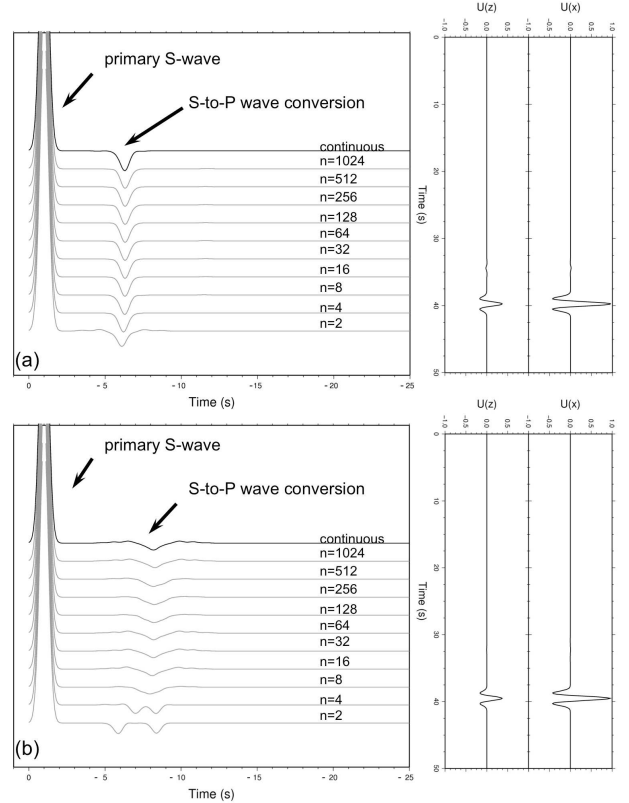 primary S-wave
S-to-P wave conversion
continuous
n=1024
n=512
n=256
n=128
n=64
n=32
n=16
n=8
n=4
n=2
(a)
0 - 5 - 10 - 15 - 20 - 25
Time (s)
U(z) U(x)
-1.0 -0.5 0.0 0.5 -1.0 -0.5 0.0 0.5 1.0
0
10
20
30
40
50
Time (s)
primary S-wave
S-to-P wave conversion
continuous
n=1024
n=512
n=256
n=128
n=64
n=32
n=16
n=8
n=4
n=2
(b)
0 - 5 - 10 - 15 - 20 - 25
Time (s)
U(z) U(x)
-1.0 -0.5 0.0 0.5 -1.0 -0.5 0.0 0.5 1.0
0
10
20
30
40
50
Time (s)